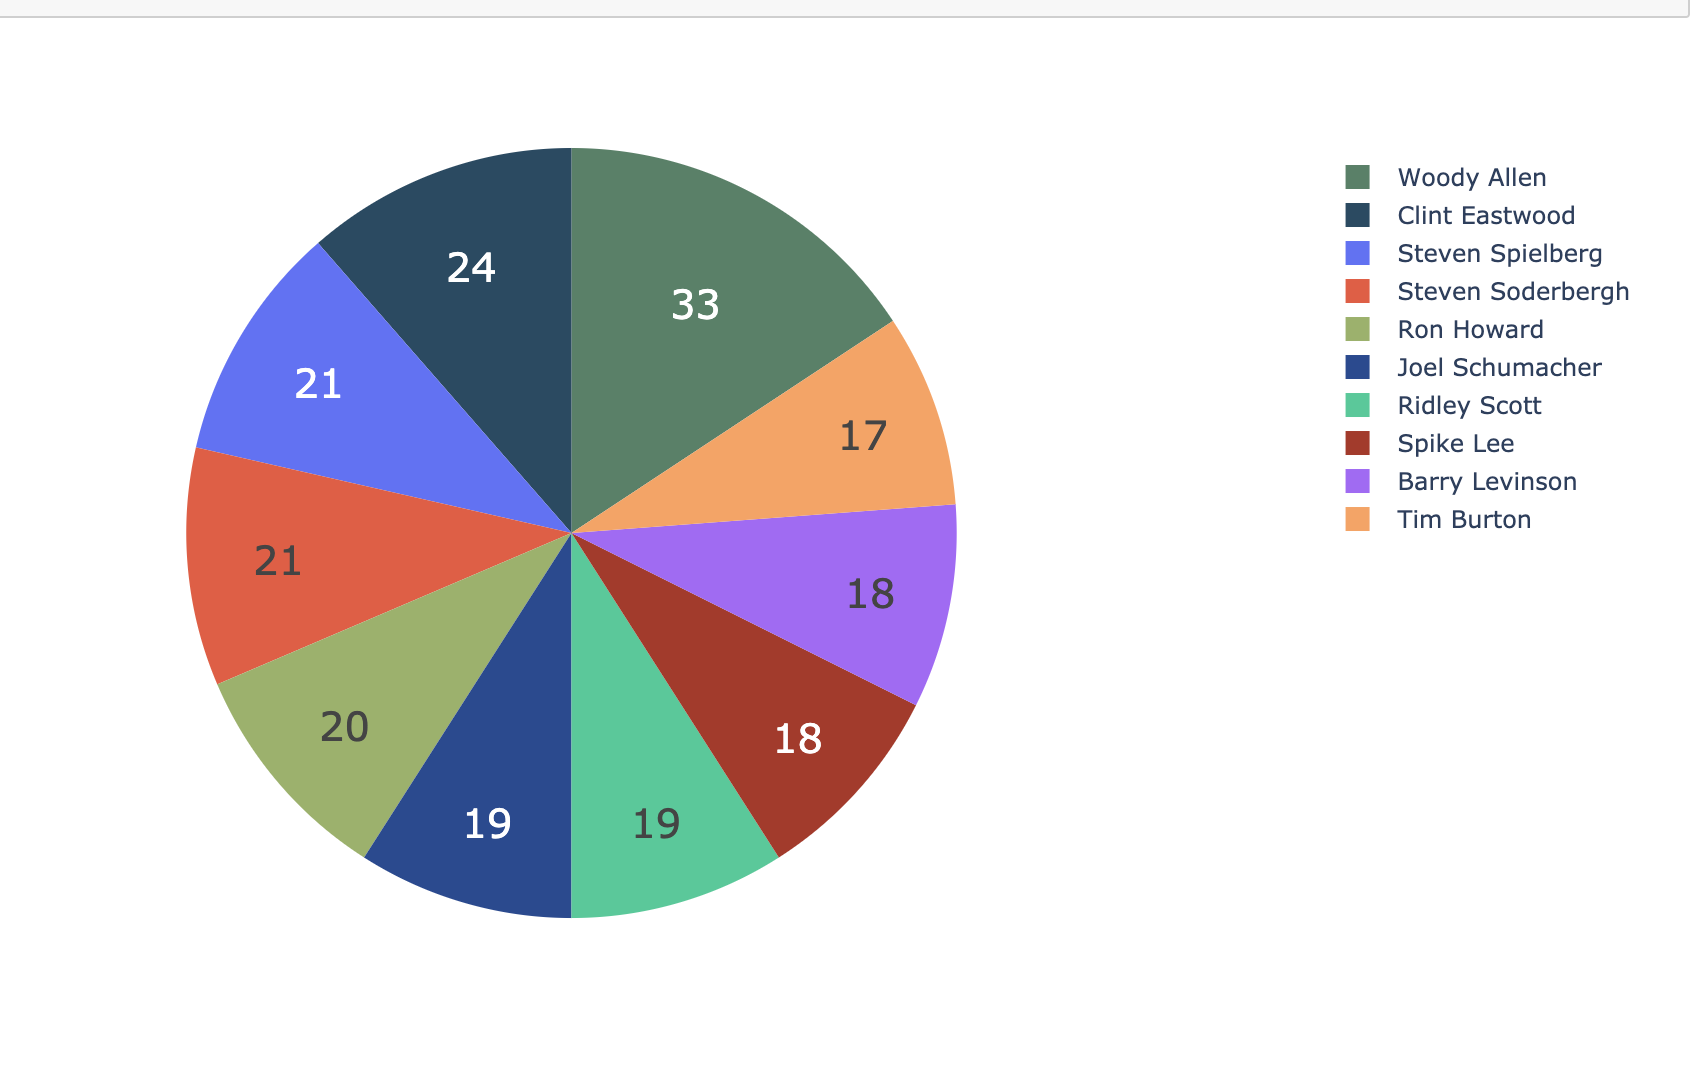 24
33
21
17
21
18
20
18
19
19
Woody Allen
Clint Eastwood
Steven Spielberg
Steven Soderbergh
Ron Howard
Joel Schumacher
Ridley Scott
Spike Lee
Barry Levinson
Tim Burton